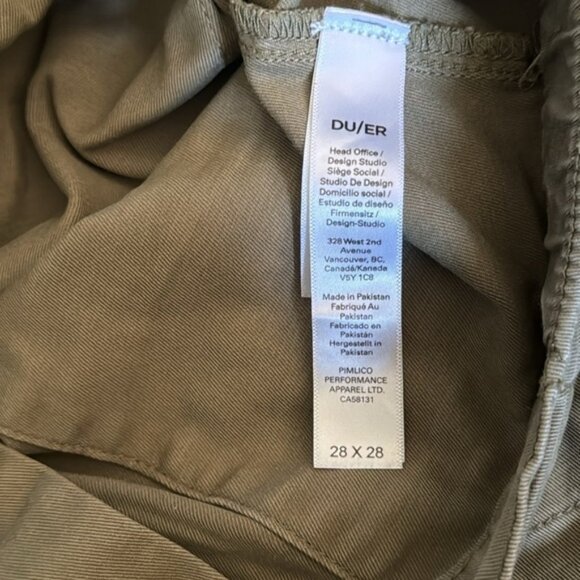 DU/ER
Head Office /
Design Studio
Siège Social /
Studio De Design
Domicilio social /
Estudio de diseño
Firmensitz /
Design-Studio
328 West 2nd
Avenue
Vancouver, BC,
Canada/Kanada
V5Y 1C8
Made in Pakistan
Fabriqué Au
Pakistan
Fabricado en
Pakistán
Hergestellt in
Pakistan
PIMLICO
PERFORMANCE
APPAREL LTD.
CA58131
28 X 28